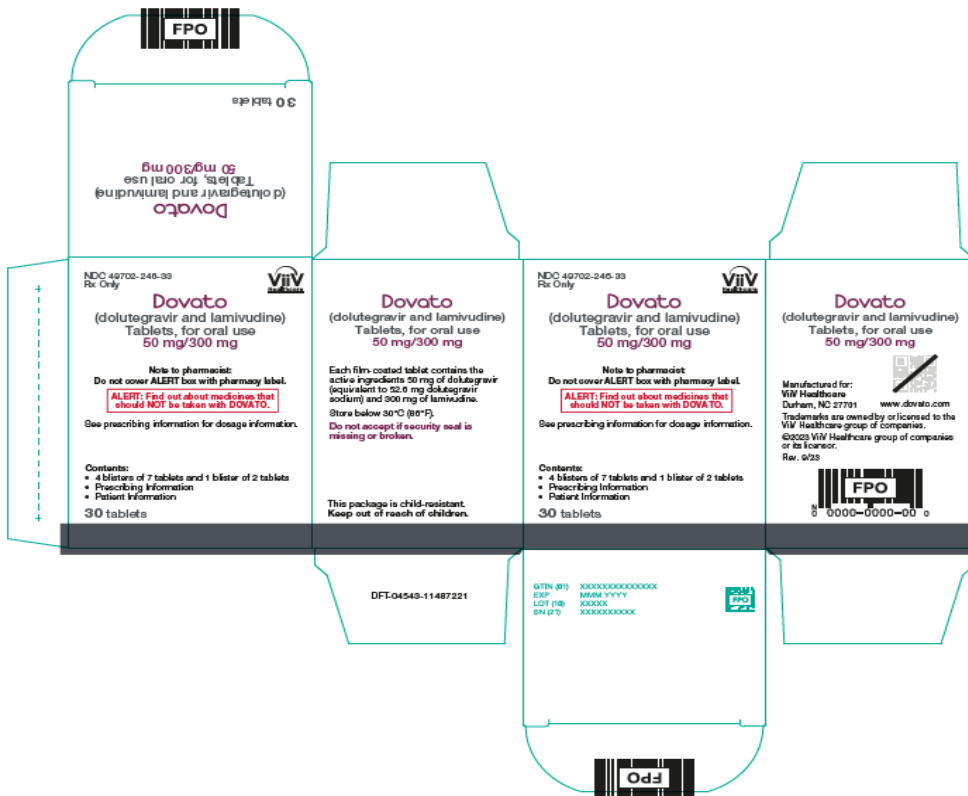 FPO
30 tablets
50 mg/300 mg
Tablets, for oral use
(dolutegravir and lamivudine)
Dovato
NDC 49702-246-33
Rx Only
ViiV
Healthcare
Dovato
(dolutegravir and lamivudine)
Tablets, for oral use
50 mg/300 mg
Note to pharmacist:
Do not cover ALERT box with pharmacy label.
ALERT: Find out about medicines that
should NOT be taken with DOVATO.
See prescribing information for dosage information.
Contents:
• 4 blisters of 7 tablets and 1 blister of 2 tablets
• Prescribing Information
• Patient Information
30 tablets
Dovato
(dolutegravir and lamivudine)
Tablets, for oral use
50 mg/300 mg
Each film-coated tablet contains the
active ingredients 50 mg of dolutegravir
(equivalent to 52.6 mg dolutegravir
sodium) and 300 mg of lamivudine.
Store below 30°C (86°F).
Do not accept if security seal is
missing or broken.
This package is child-resistant.
Keep out of reach of children.
DFT-04543-11487221
NDC 49702-246-33
Rx Only
ViiV
Healthcare
Dovato
(dolutegravir and lamivudine)
Tablets, for oral use
50 mg/300 mg
Note to pharmacist:
Do not cover ALERT box with pharmacy label.
ALERT: Find out about medicines that
should NOT be taken with DOVATO.
See prescribing information for dosage information.
Contents:
• 4 blisters of 7 tablets and 1 blister of 2 tablets
• Prescribing Information
• Patient Information
30 tablets
GTIN (01) XXXXXXXXXXXXXX
EXP MMM YYYY
LOT (10) XXXXX
SN (21) XXXXXXXXXX
FPO
FPO
Dovato
(dolutegravir and lamivudine)
Tablets, for oral use
50 mg/300 mg
Manufactured for:
ViiV Healthcare
Durham, NC 27701 www.dovato.com
Trademarks are owned by or licensed to the
ViiV Healthcare group of companies.
©2023 ViiV Healthcare group of companies
or its licensor.
Rev. 9/23
FPO
N
0 0000-0000-00 0